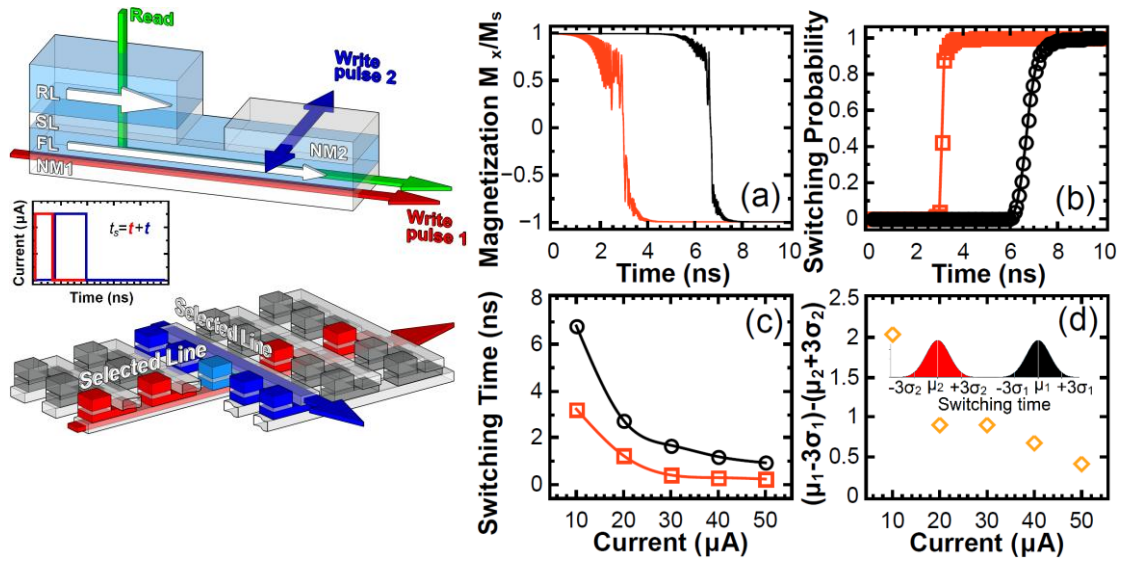 Read
Write
pulse 2
RL
SL
FL
NM1
NM2
Write
pulse 1
Current (μA)
tₛ=t+t
Time (ns)
Selected Line
Selected Line
Magnetization M x/Mₛ
1
0.5
0
−0.5
−1
0 2 4 6 8 10
Time (ns)
(a)
Switching Probability
1
0.8
0.6
0.4
0.2
0
0 2 4 6 8 10
Time (ns)
(b)
Switching Time (ns)
8
6
4
2
0
10 20 30 40 50
Current (μA)
(c)
(μ₁-3σ₁)-(μ₂+3σ₂)
2.5
2
1.5
1
0.5
0
10 20 30 40 50
Current (μA)
(d)
-3σ₂ μ₂ +3σ₂ -3σ₁ μ₁ +3σ₁
Switching time